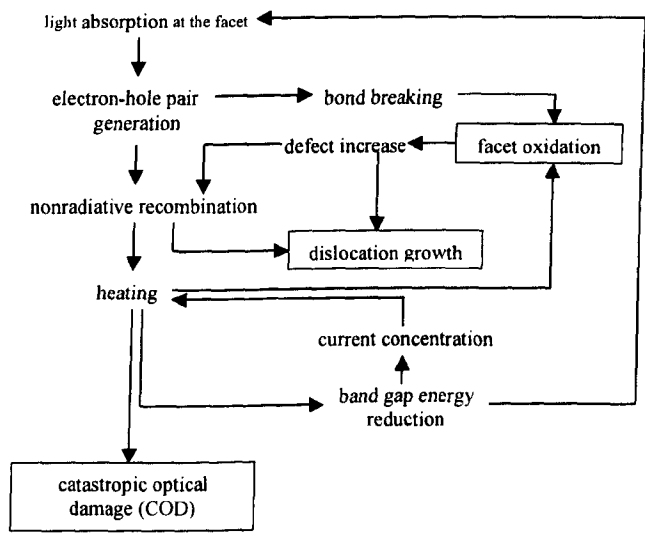 light absorption at the facet
electron-hole pair
generation
bond breaking
defect increase
facet oxidation
nonradiative recombination
dislocation growth
heating
current concentration
band gap energy
reduction
catastropic optical
damage (COD)